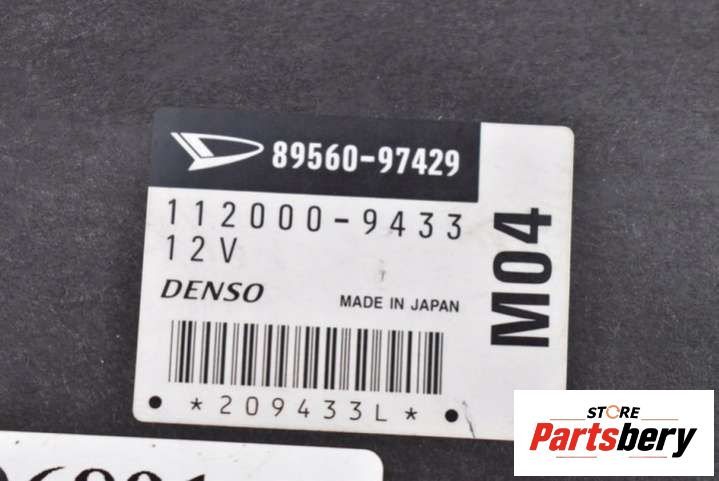 89560-97429
112000-9433
12V
M04
DENSO
MADE IN JAPAN
*209433L*
STORE
Partsbery